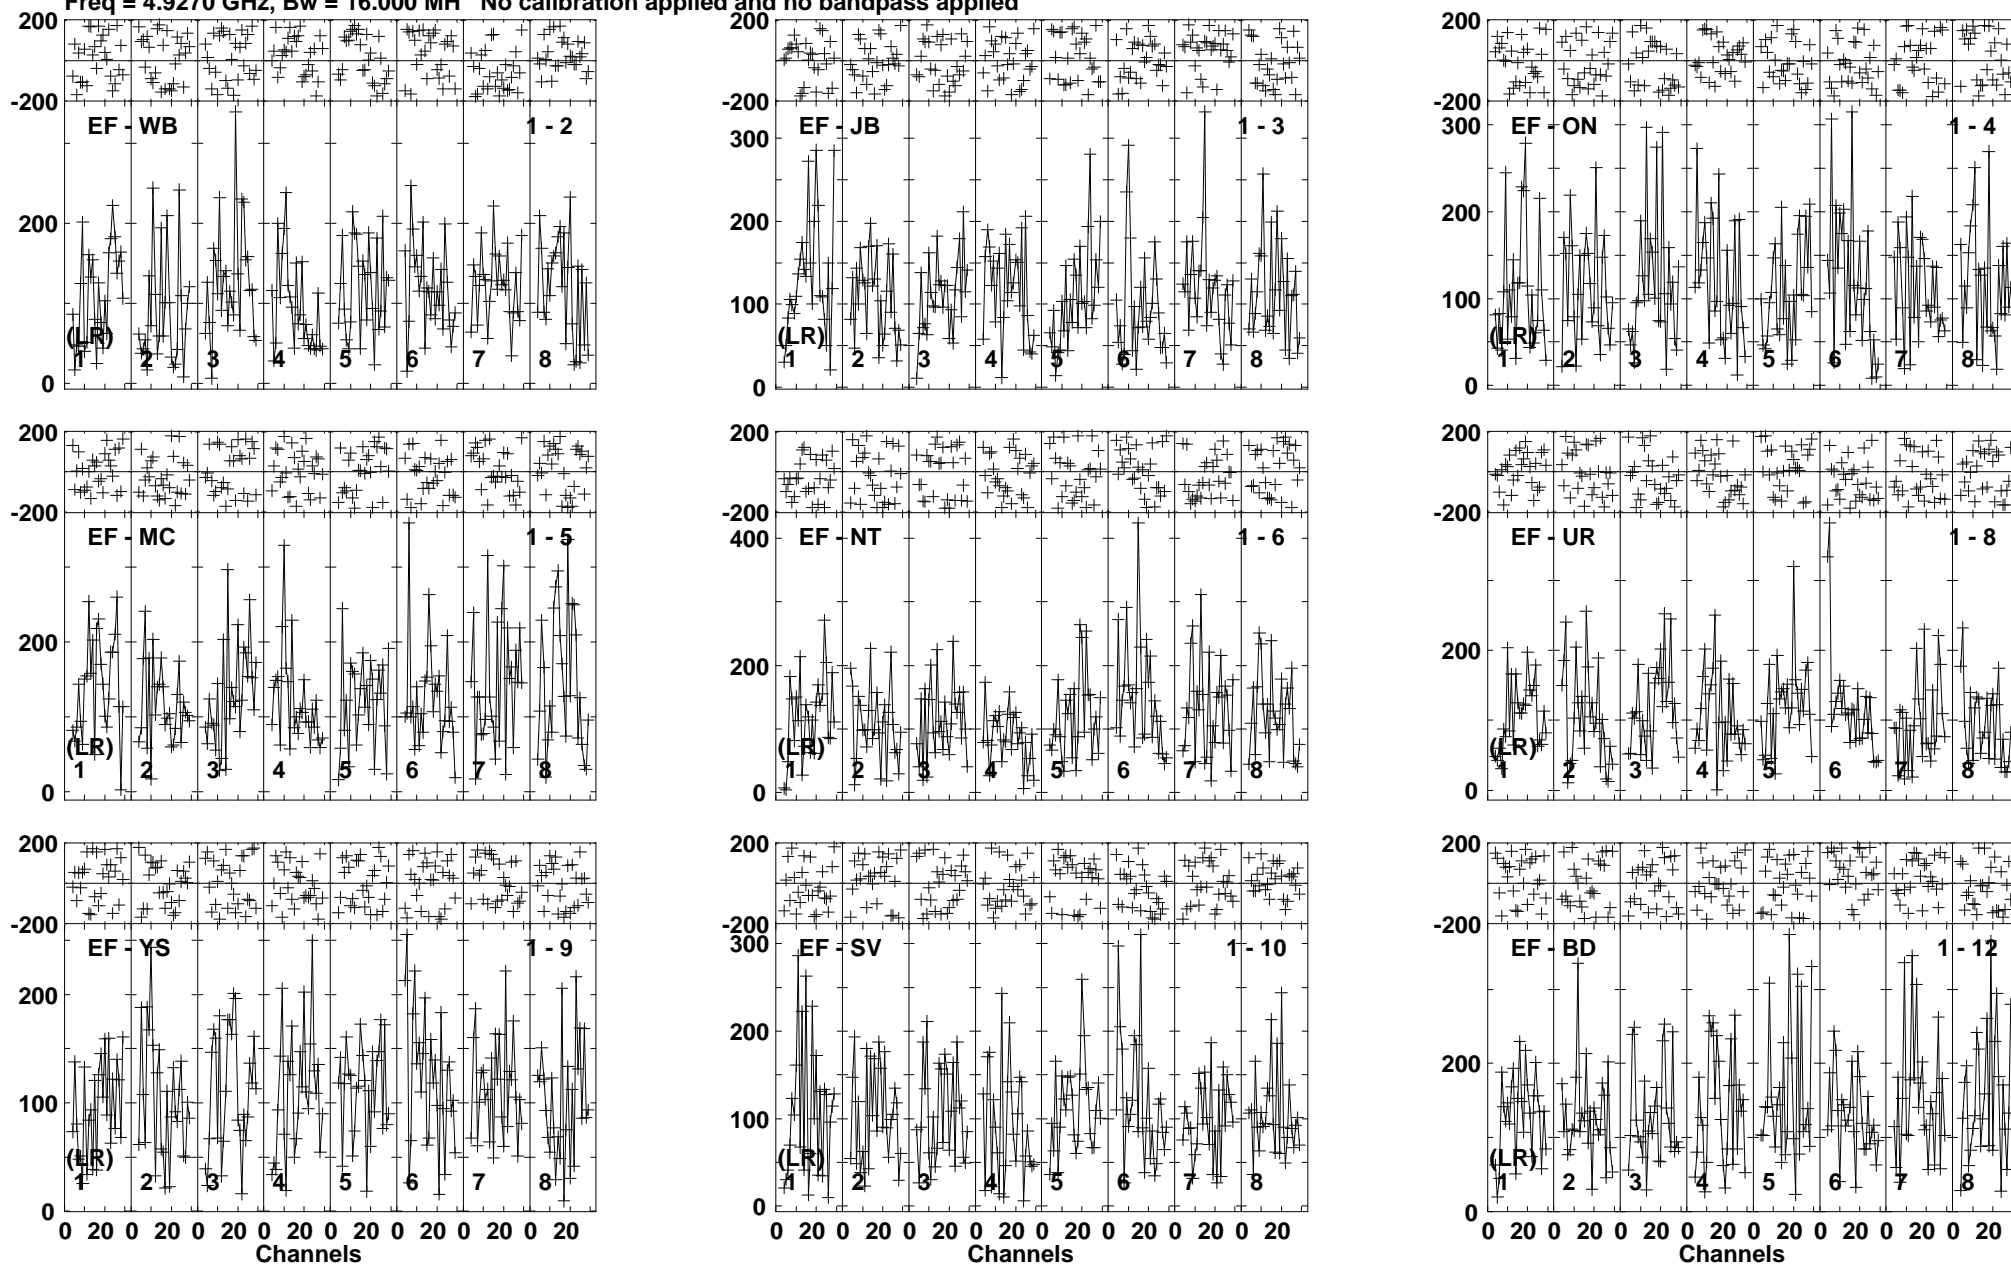 Freq = 4.9270 GHz, Bw = 16.000 MH No calibration applied and no bandpass applied
200 200 200
-200 -200 -200
EF - WB 1 - 2 EF - JB 1 - 3 EF - ON 1 - 4
300 300
200 200 200
100 100
(LR) (LR) (LR)
1 2 3 4 5 6 7 8 1 2 3 4 5 6 7 8 1 2 3 4 5 6 7 8
0 0 0
200 200 200
-200 -200 -200
EF - MC 1 - 5 EF - NT 1 - 6 EF - UR 1 - 8
400
200 200 200
(LR) (LR) (LR)
1 2 3 4 5 6 7 8 1 2 3 4 5 6 7 8 1 2 3 4 5 6 7 8
0 0 0
200 200 200
-200 -200 -200
EF - YS 1 - 9 EF - SV 1 - 10 EF - BD 1 - 12
300
200 200 200
100 100
(LR) (LR) (LR)
1 2 3 4 5 6 7 8 1 2 3 4 5 6 7 8 1 2 3 4 5 6 7 8
0 0 0
0 20 0 20 0 20 0 20 0 20 0 20 0 20 0 20 0 20 0 20 0 20 0 20 0 20 0 20 0 20 0 20 0 20 0 20 0 20 0 20 0 20 0 20 0 20 0 20
Channels Channels Channels